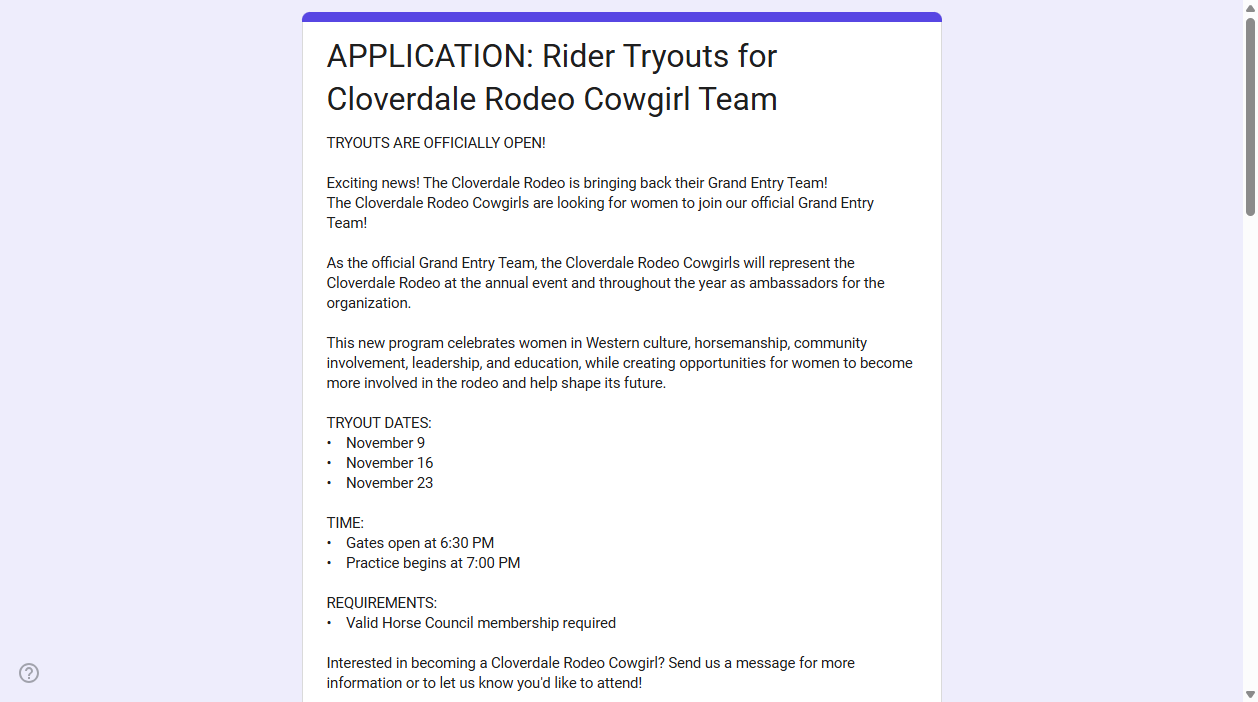 APPLICATION: Rider Tryouts for
Cloverdale Rodeo Cowgirl Team
TRYOUTS ARE OFFICIALLY OPEN!
Exciting news! The Cloverdale Rodeo is bringing back their Grand Entry Team!
The Cloverdale Rodeo Cowgirls are looking for women to join our official Grand Entry
Team!
As the official Grand Entry Team, the Cloverdale Rodeo Cowgirls will represent the
Cloverdale Rodeo at the annual event and throughout the year as ambassadors for the
organization.
This new program celebrates women in Western culture, horsemanship, community
involvement, leadership, and education, while creating opportunities for women to become
more involved in the rodeo and help shape its future.
TRYOUT DATES:
• November 9
• November 16
• November 23
TIME:
• Gates open at 6:30 PM
• Practice begins at 7:00 PM
REQUIREMENTS:
• Valid Horse Council membership required
Interested in becoming a Cloverdale Rodeo Cowgirl? Send us a message for more
information or to let us know you'd like to attend!